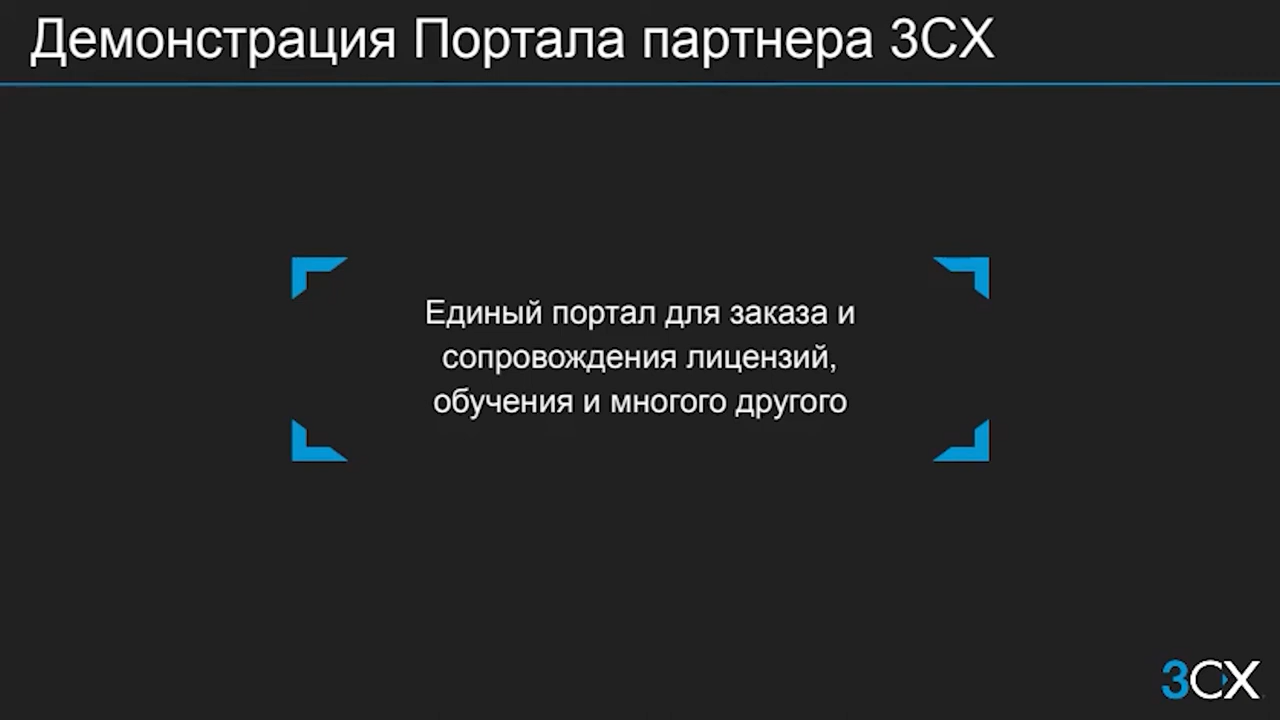 Демонстрация Портала партнера 3CX
Единый портал для заказа и
сопровождения лицензий,
обучения и многого другого
3CX